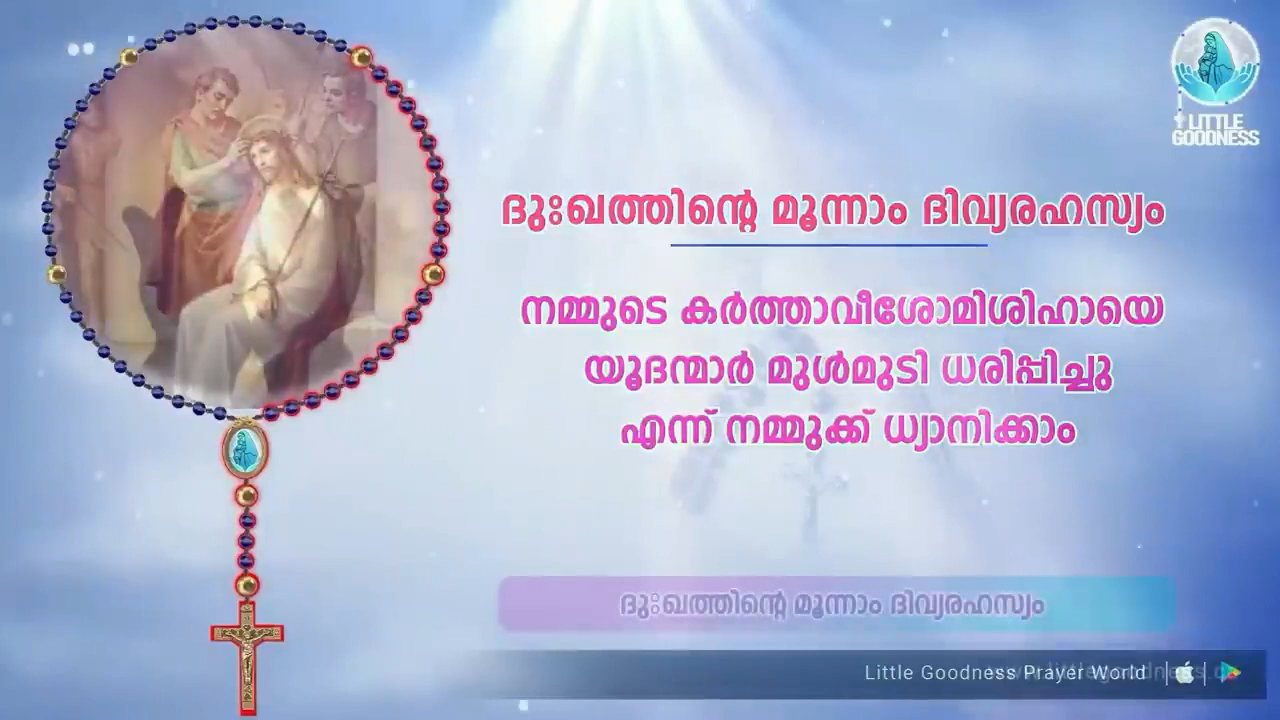 LITTLE
GOODNESS
ദുഃഖത്തിന്റെ മൂന്നാം ദിവ്യരഹസ്യം
നമ്മുടെ കർത്താവീശോമിശിഹായെ
യൂദന്മാർ മുൾമുടി ധരിപ്പിച്ചു
എന്ന് നമ്മുക്ക് ധ്യാനിക്കാം
ദുഃഖത്തിന്റെ മൂന്നാം ദിവ്യരഹസ്യം
Little Goodness Prayer World